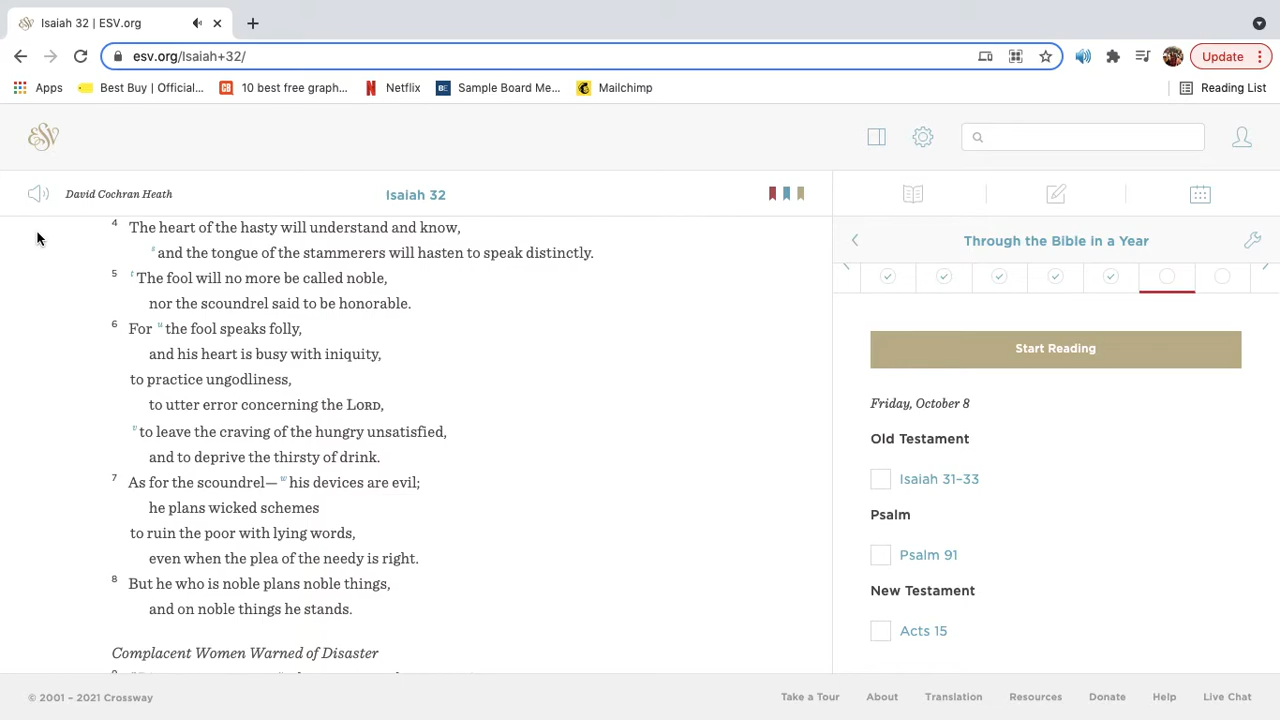 Isaiah 32 | ESV.org
esv.org/Isaiah+32/
Update
Apps
Best Buy | Official...
10 best free graph...
Netflix
Sample Board Me...
Mailchimp
Reading List
ESV
David Cochran Heath
Isaiah 32
4 The heart of the hasty will understand and know,
s and the tongue of the stammerers will hasten to speak distinctly.
5 t The fool will no more be called noble,
nor the scoundrel said to be honorable.
6 For u the fool speaks folly,
and his heart is busy with iniquity,
to practice ungodliness,
to utter error concerning the LORD,
v to leave the craving of the hungry unsatisfied,
and to deprive the thirsty of drink.
7 As for the scoundrel— w his devices are evil;
he plans wicked schemes
to ruin the poor with lying words,
even when the plea of the needy is right.
8 But he who is noble plans noble things,
and on noble things he stands.
Complacent Women Warned of Disaster
Through the Bible in a Year
Start Reading
Friday, October 8
Old Testament
Isaiah 31–33
Psalm
Psalm 91
New Testament
Acts 15
© 2001 – 2021 Crossway
Take a Tour
About
Translation
Resources
Donate
Help
Live Chat